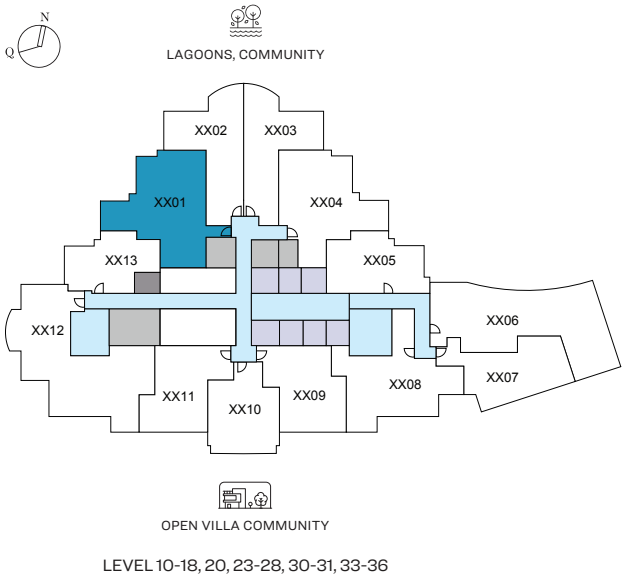 N
Q
LAGOONS, COMMUNITY
XX02 XX03
XX01 XX04
XX13 XX05
XX12 XX06
XX11 XX10 XX09 XX08 XX07
OPEN VILLA COMMUNITY
LEVEL 10-18, 20, 23-28, 30-31, 33-36